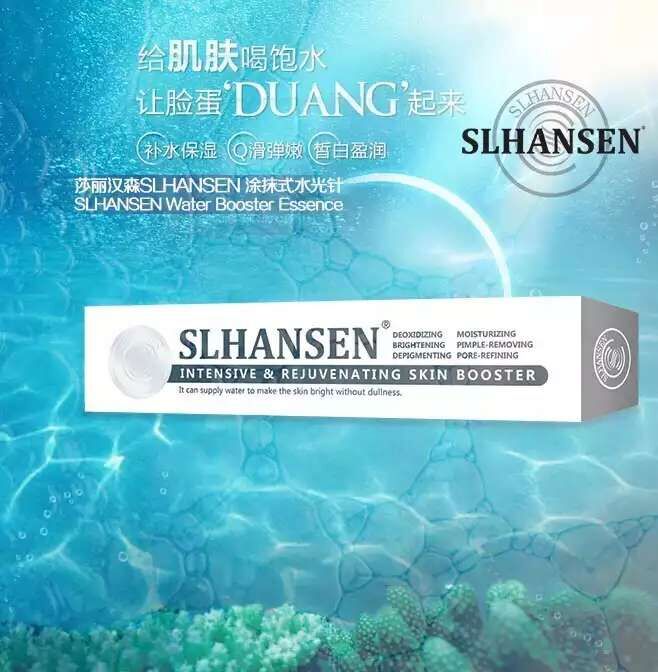 给肌肤喝饱水
让脸蛋‘DUANG’起来
补水保湿 Q滑弹嫩 皙白盈润
莎丽汉森SLHANSEN 涂抹式水光针
SLHANSEN Water Booster Essence
SLHANSEN
SLHANSEN®
SLHANSEN®
DEOXIDIZING MOISTURIZING
BRIGHTENING PIMPLE-REMOVING
DEPIGMENTING PORE-REFINING
INTENSIVE & REJUVENATING SKIN BOOSTER
It can supply water to make the skin bright without dullness.
SLHANSEN